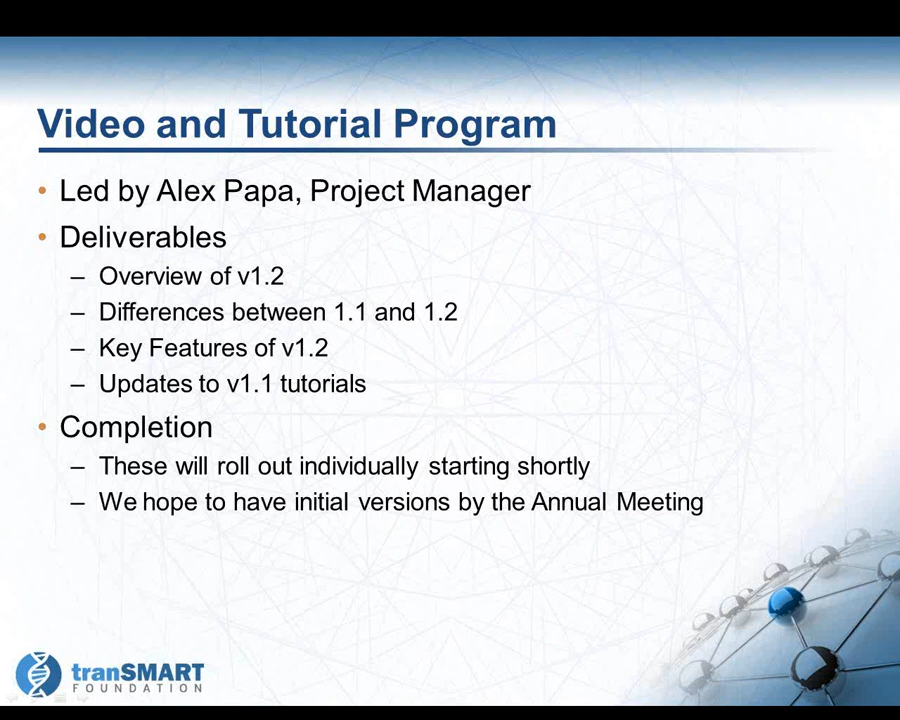 Video and Tutorial Program
• Led by Alex Papa, Project Manager
• Deliverables
– Overview of v1.2
– Differences between 1.1 and 1.2
– Key Features of v1.2
– Updates to v1.1 tutorials
• Completion
– These will roll out individually starting shortly
– We hope to have initial versions by the Annual Meeting
tranSMART
FOUNDATION